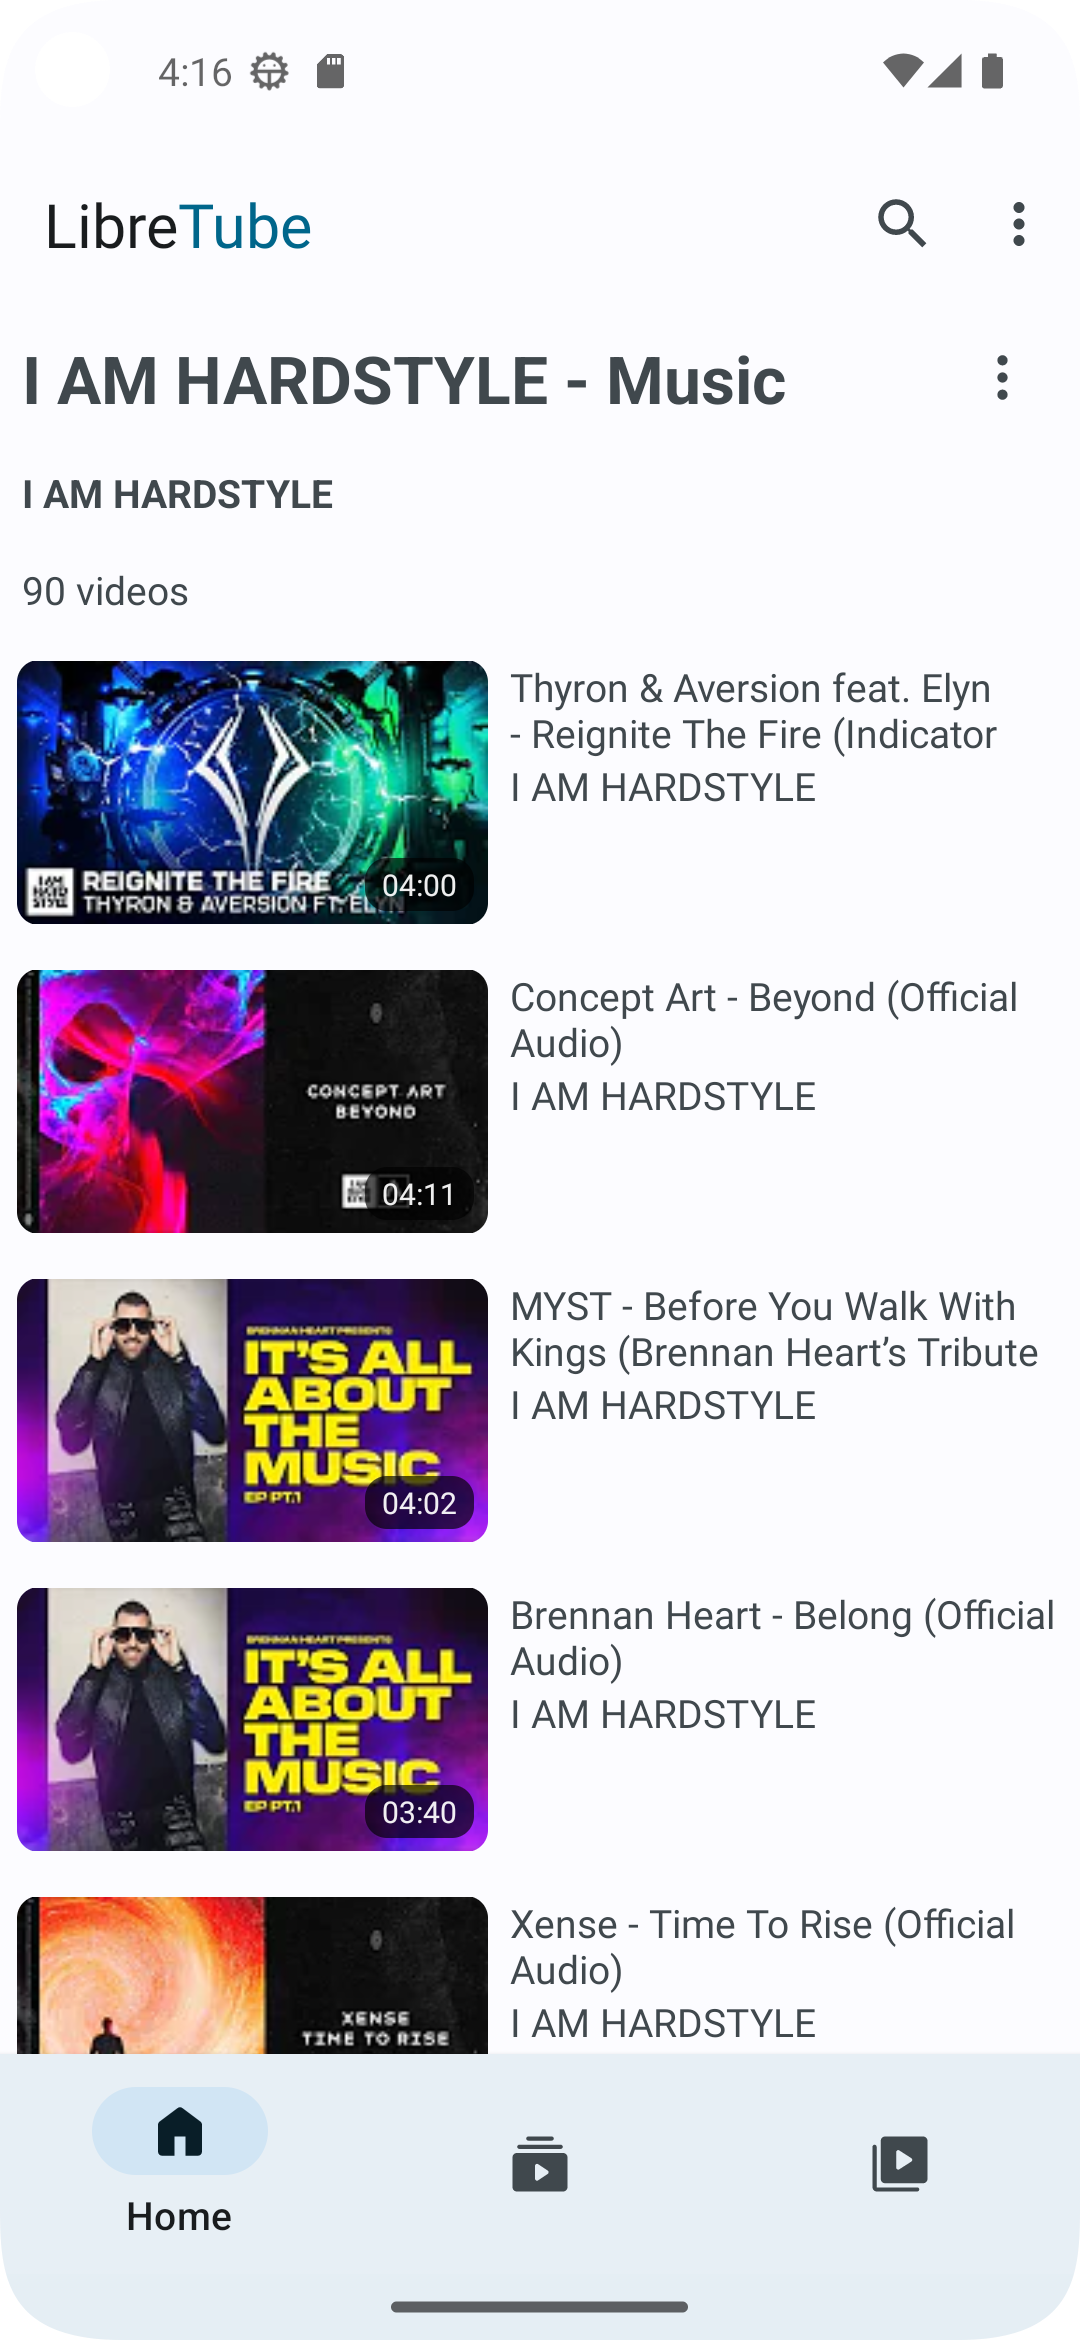 4:16
LibreTube
I AM HARDSTYLE - Music
I AM HARDSTYLE
90 videos
REIGNITE THE FIRE
THYRON & AVERSION FT. ELYN
I AM
HARD
STYLE
04:00
Thyron & Aversion feat. Elyn
- Reignite The Fire (Indicator
I AM HARDSTYLE
CONCEPT ART
BEYOND
04:11
Concept Art - Beyond (Official
Audio)
I AM HARDSTYLE
BRENNAN HEART PRESENTS
IT'S ALL
ABOUT
THE
MUSIC
EP PT.1
04:02
MYST - Before You Walk With
Kings (Brennan Heart’s Tribute
I AM HARDSTYLE
BRENNAN HEART PRESENTS
IT'S ALL
ABOUT
THE
MUSIC
EP PT.1
03:40
Brennan Heart - Belong (Official
Audio)
I AM HARDSTYLE
XENSE
TIME TO RISE
Xense - Time To Rise (Official
Audio)
I AM HARDSTYLE
Home